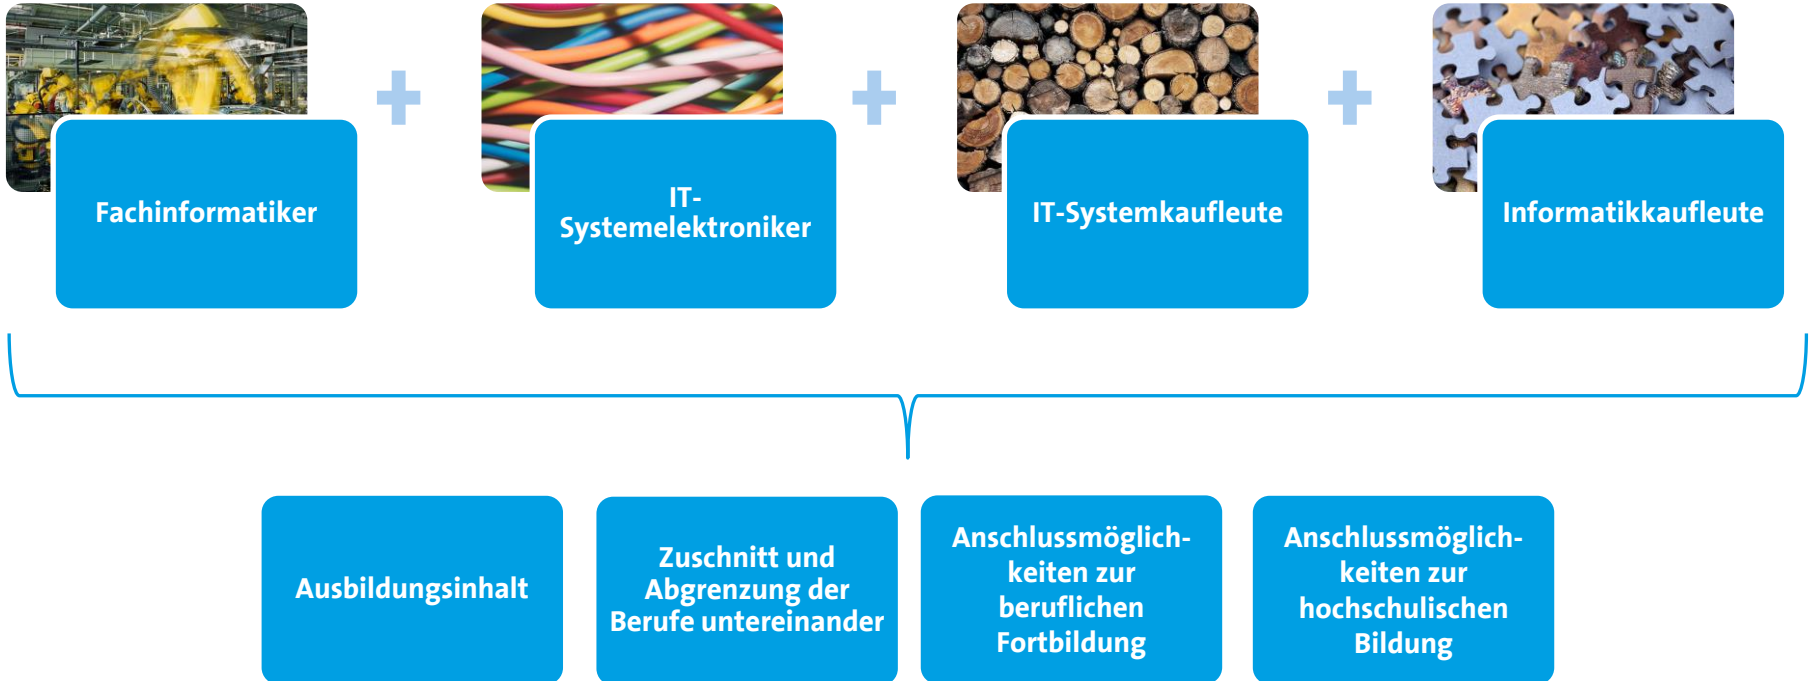 Fachinformatiker
IT-
Systemelektroniker
IT-Systemkaufleute
Informatikkaufleute
Ausbildungsinhalt
Zuschnitt und
Abgrenzung der
Berufe untereinander
Anschlussmöglich-
keiten zur
beruflichen
Fortbildung
Anschlussmöglich-
keiten zur
hochschulischen
Bildung